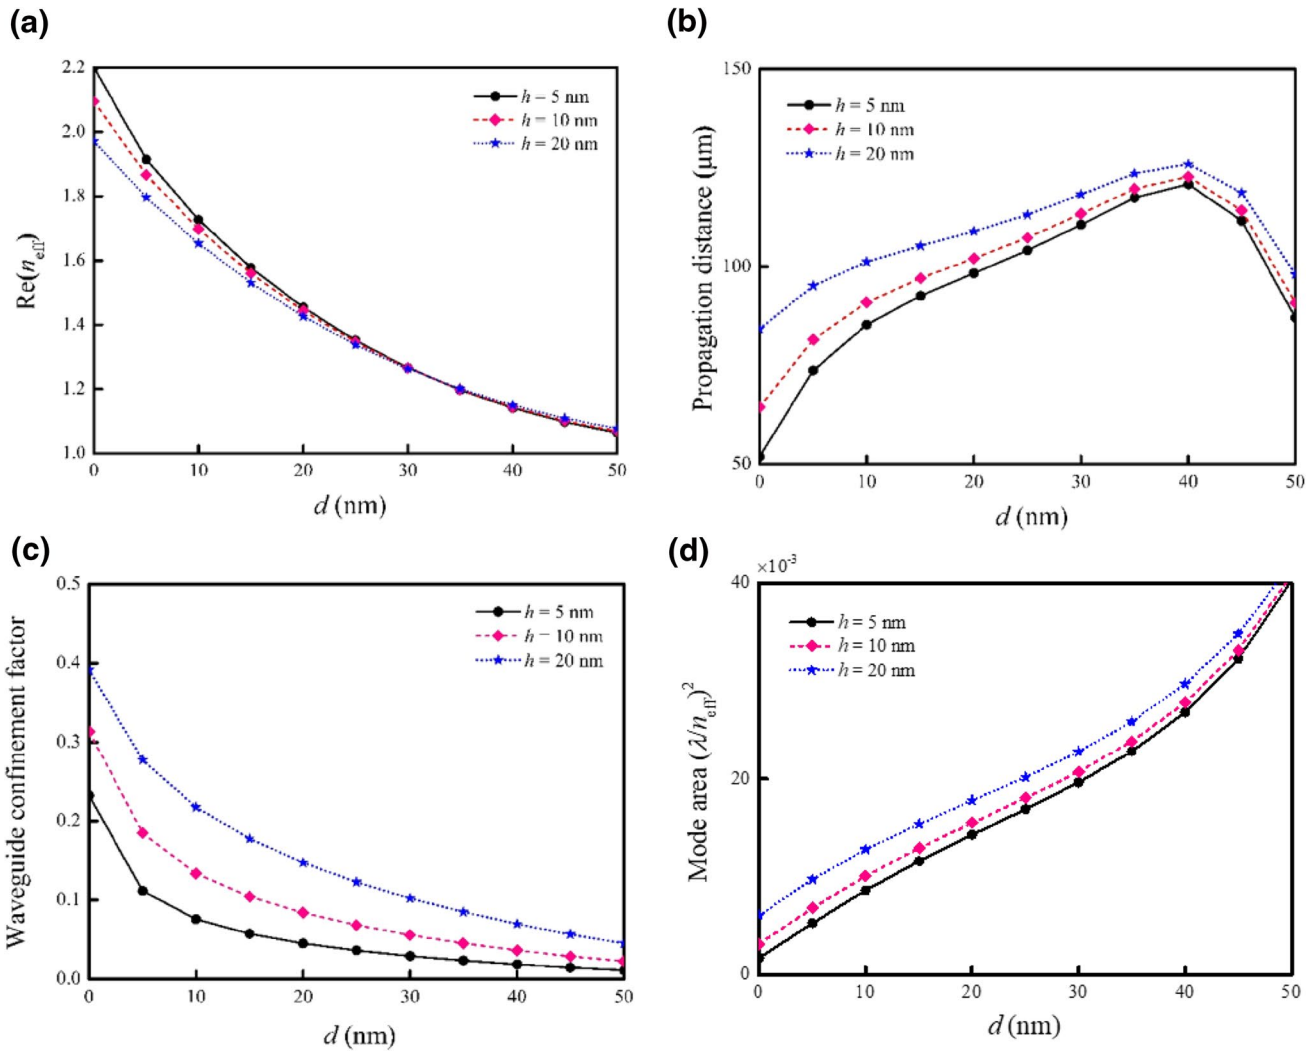 (a)
2.2
2.0
1.8
1.6
1.4
1.2
1.0
Re(n_eff)
h = 5 nm
h = 10 nm
h = 20 nm
0 10 20 30 40 50
d (nm)
(b)
150
100
50
Propagation distance (μm)
h = 5 nm
h = 10 nm
h = 20 nm
0 10 20 30 40 50
d (nm)
(c)
0.5
0.4
0.3
0.2
0.1
0.0
Waveguide confinement factor
h = 5 nm
h = 10 nm
h = 20 nm
0 10 20 30 40 50
d (nm)
(d)
×10⁻³
40
20
0
Mode area (λ/n_eff)²
h = 5 nm
h = 10 nm
h = 20 nm
0 10 20 30 40 50
d (nm)